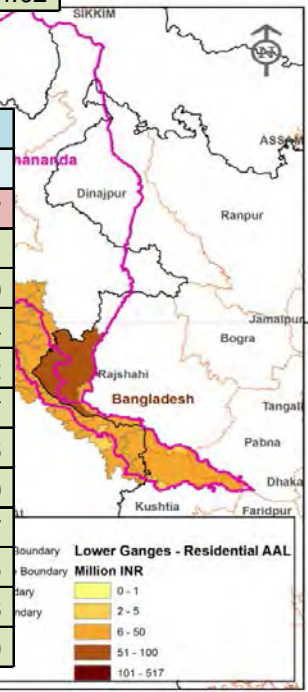 SIKKIM
N
ASSAM
Dinajpur
Ranpur
Jamalpur
Bogra
Rajshahi
Bangladesh
Tangail
Pabna
Dhaka
Kushtia
Faridpur
Boundary
Lower Ganges - Residential AAL
Boundary
Million INR
0 - 1
2 - 5
6 - 50
51 - 100
101 - 517